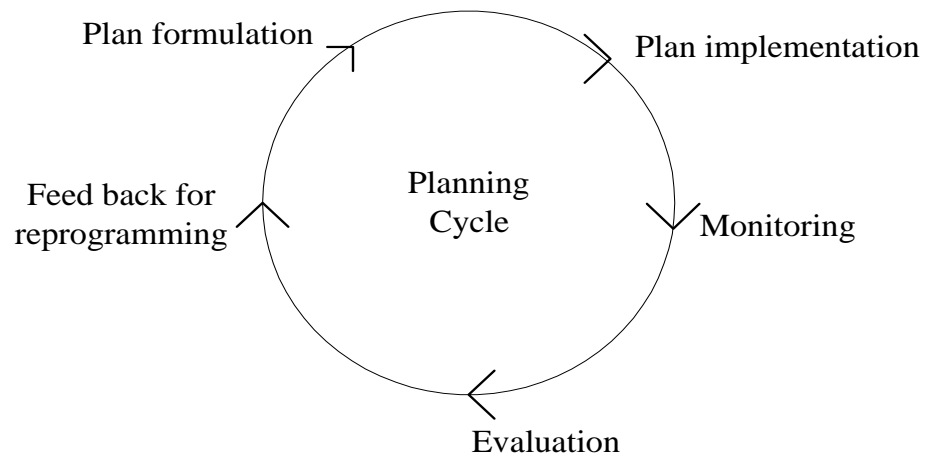 Plan formulation
Plan implementation
Feed back for
reprogramming
Planning
Cycle
Monitoring
Evaluation